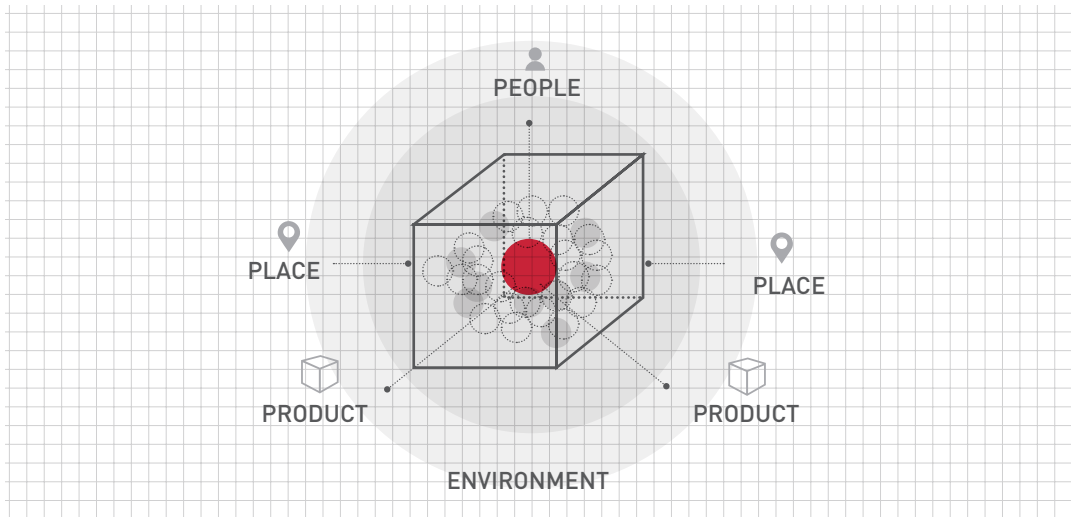 PEOPLE
PLACE
PLACE
PRODUCT
PRODUCT
ENVIRONMENT